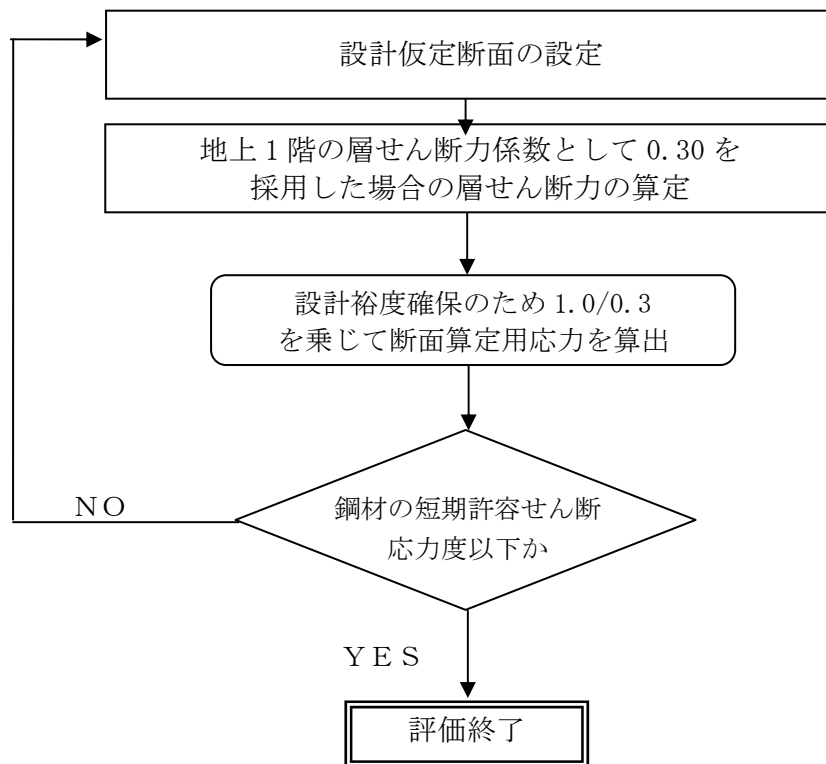 設計仮定断面の設定
地上1階の層せん断力係数として0.30を
採用した場合の層せん断力の算定
設計裕度確保のため1.0/0.3
を乗じて断面算定用応力を算出
鋼材の短期許容せん断
応力度以下か
ＮＯ
ＹＥＳ
評価終了